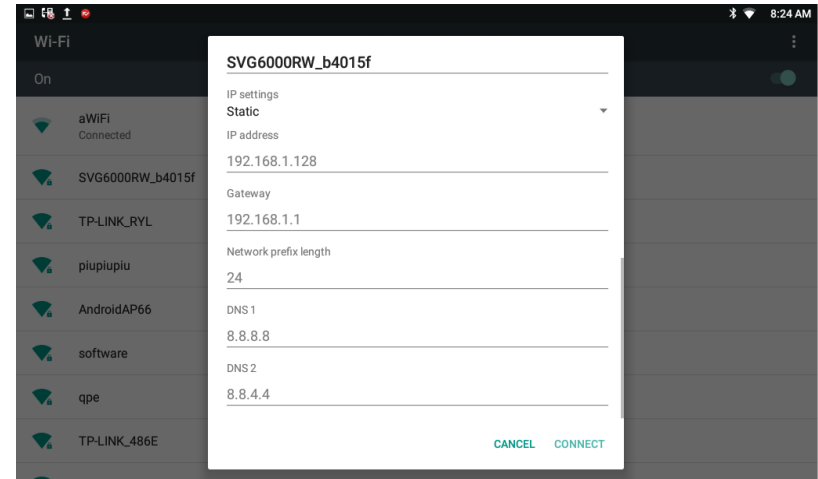 8:24 AM
Wi-Fi
On
aWiFi
Connected
SVG6000RW_b4015f
TP-LINK_RYL
piupiupiu
AndroidAP66
software
qpe
TP-LINK_486E
SVG6000RW_b4015f
IP settings
Static
IP address
192.168.1.128
Gateway
192.168.1.1
Network prefix length
24
DNS 1
8.8.8.8
DNS 2
8.8.4.4
CANCEL CONNECT